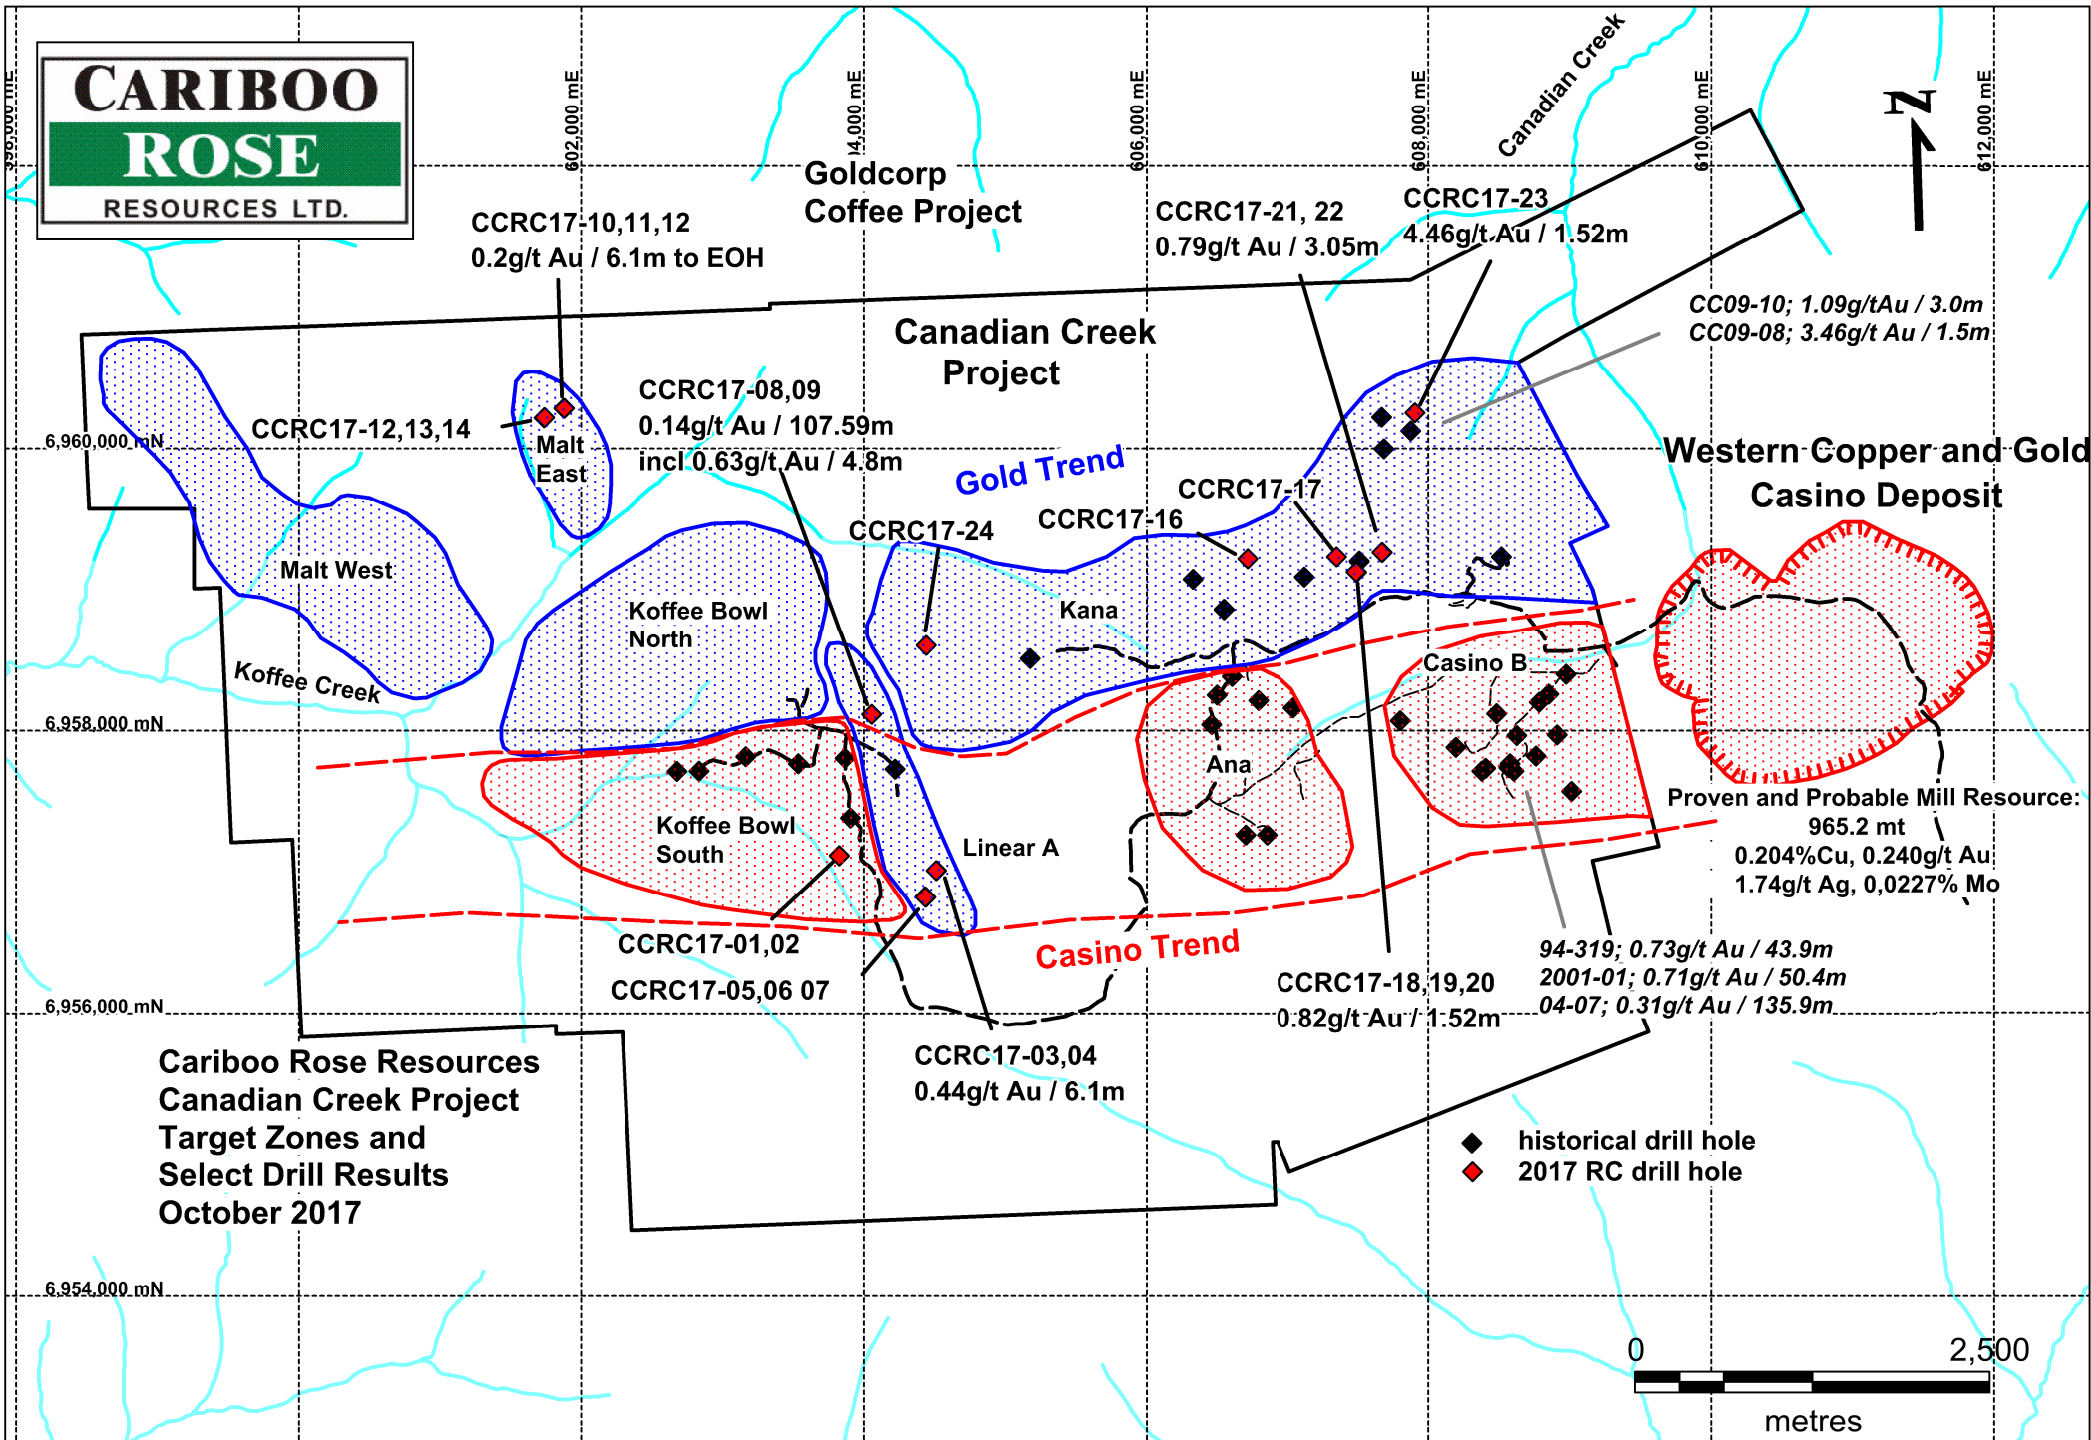 CARIBOO
ROSE
RESOURCES LTD.
602,000 mE
606,000 mE
608,000 mE
610,000 mE
612,000 mE
Canadian Creek
N
Goldcorp
Coffee Project
CCRC17-10,11,12
0.2g/t Au / 6.1m to EOH
CCRC17-21, 22
0.79g/t Au / 3.05m
CCRC17-23
4.46g/t Au / 1.52m
CC09-10; 1.09g/tAu / 3.0m
CC09-08; 3.46g/t Au / 1.5m
Canadian Creek
Project
CCRC17-08,09
0.14g/t Au / 107.59m
incl 0.63g/t Au / 4.8m
CCRC17-12,13,14
6,960,000 mN
Malt
East
Gold Trend
Western Copper and Gold
Casino Deposit
CCRC17-17
CCRC17-16
CCRC17-24
Malt West
Koffee Bowl
North
Kana
Koffee Creek
Casino B
6,958,000 mN
Ana
Koffee Bowl
South
Linear A
Proven and Probable Mill Resource:
965.2 mt
0.204%Cu, 0.240g/t Au
1.74g/t Ag, 0,0227% Mo
CCRC17-01,02
Casino Trend
CCRC17-05,06 07
94-319; 0.73g/t Au / 43.9m
2001-01; 0.71g/t Au / 50.4m
04-07; 0.31g/t Au / 135.9m
CCRC17-18,19,20
0.82g/t Au / 1.52m
6,956,000 mN
CCRC17-03,04
0.44g/t Au / 6.1m
Cariboo Rose Resources
Canadian Creek Project
Target Zones and
Select Drill Results
October 2017
historical drill hole
2017 RC drill hole
6,954,000 mN
0 2,500
metres